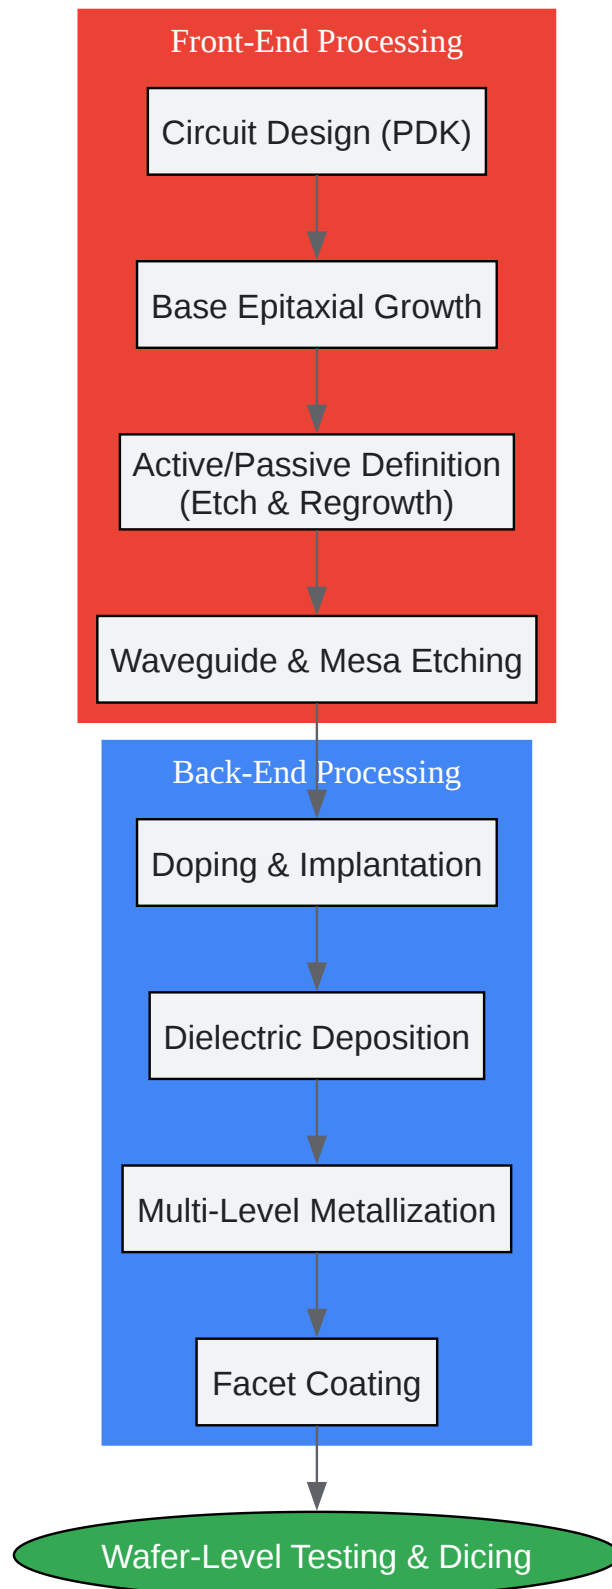 Front-End Processing
Circuit Design (PDK)
Base Epitaxial Growth
Active/Passive Definition
(Etch & Regrowth)
Waveguide & Mesa Etching
Back-End Processing
Doping & Implantation
Dielectric Deposition
Multi-Level Metallization
Facet Coating
Wafer-Level Testing & Dicing